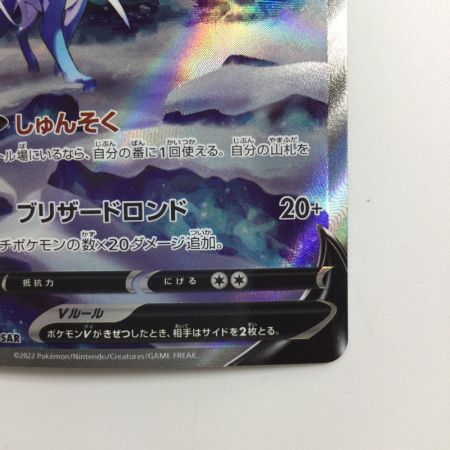 しゅんそく
ル場にいるなら、自分の番に1回使える。自分の山札を
ブリザードロンド 20+
チポケモンの数×20ダメージ追加。
抵抗力 にげる
Vルール
ポケモンVがきぜつしたとき、相手はサイドを2枚とる。
SAR
©2022 Pokémon/Nintendo/Creatures/GAME FREAK.